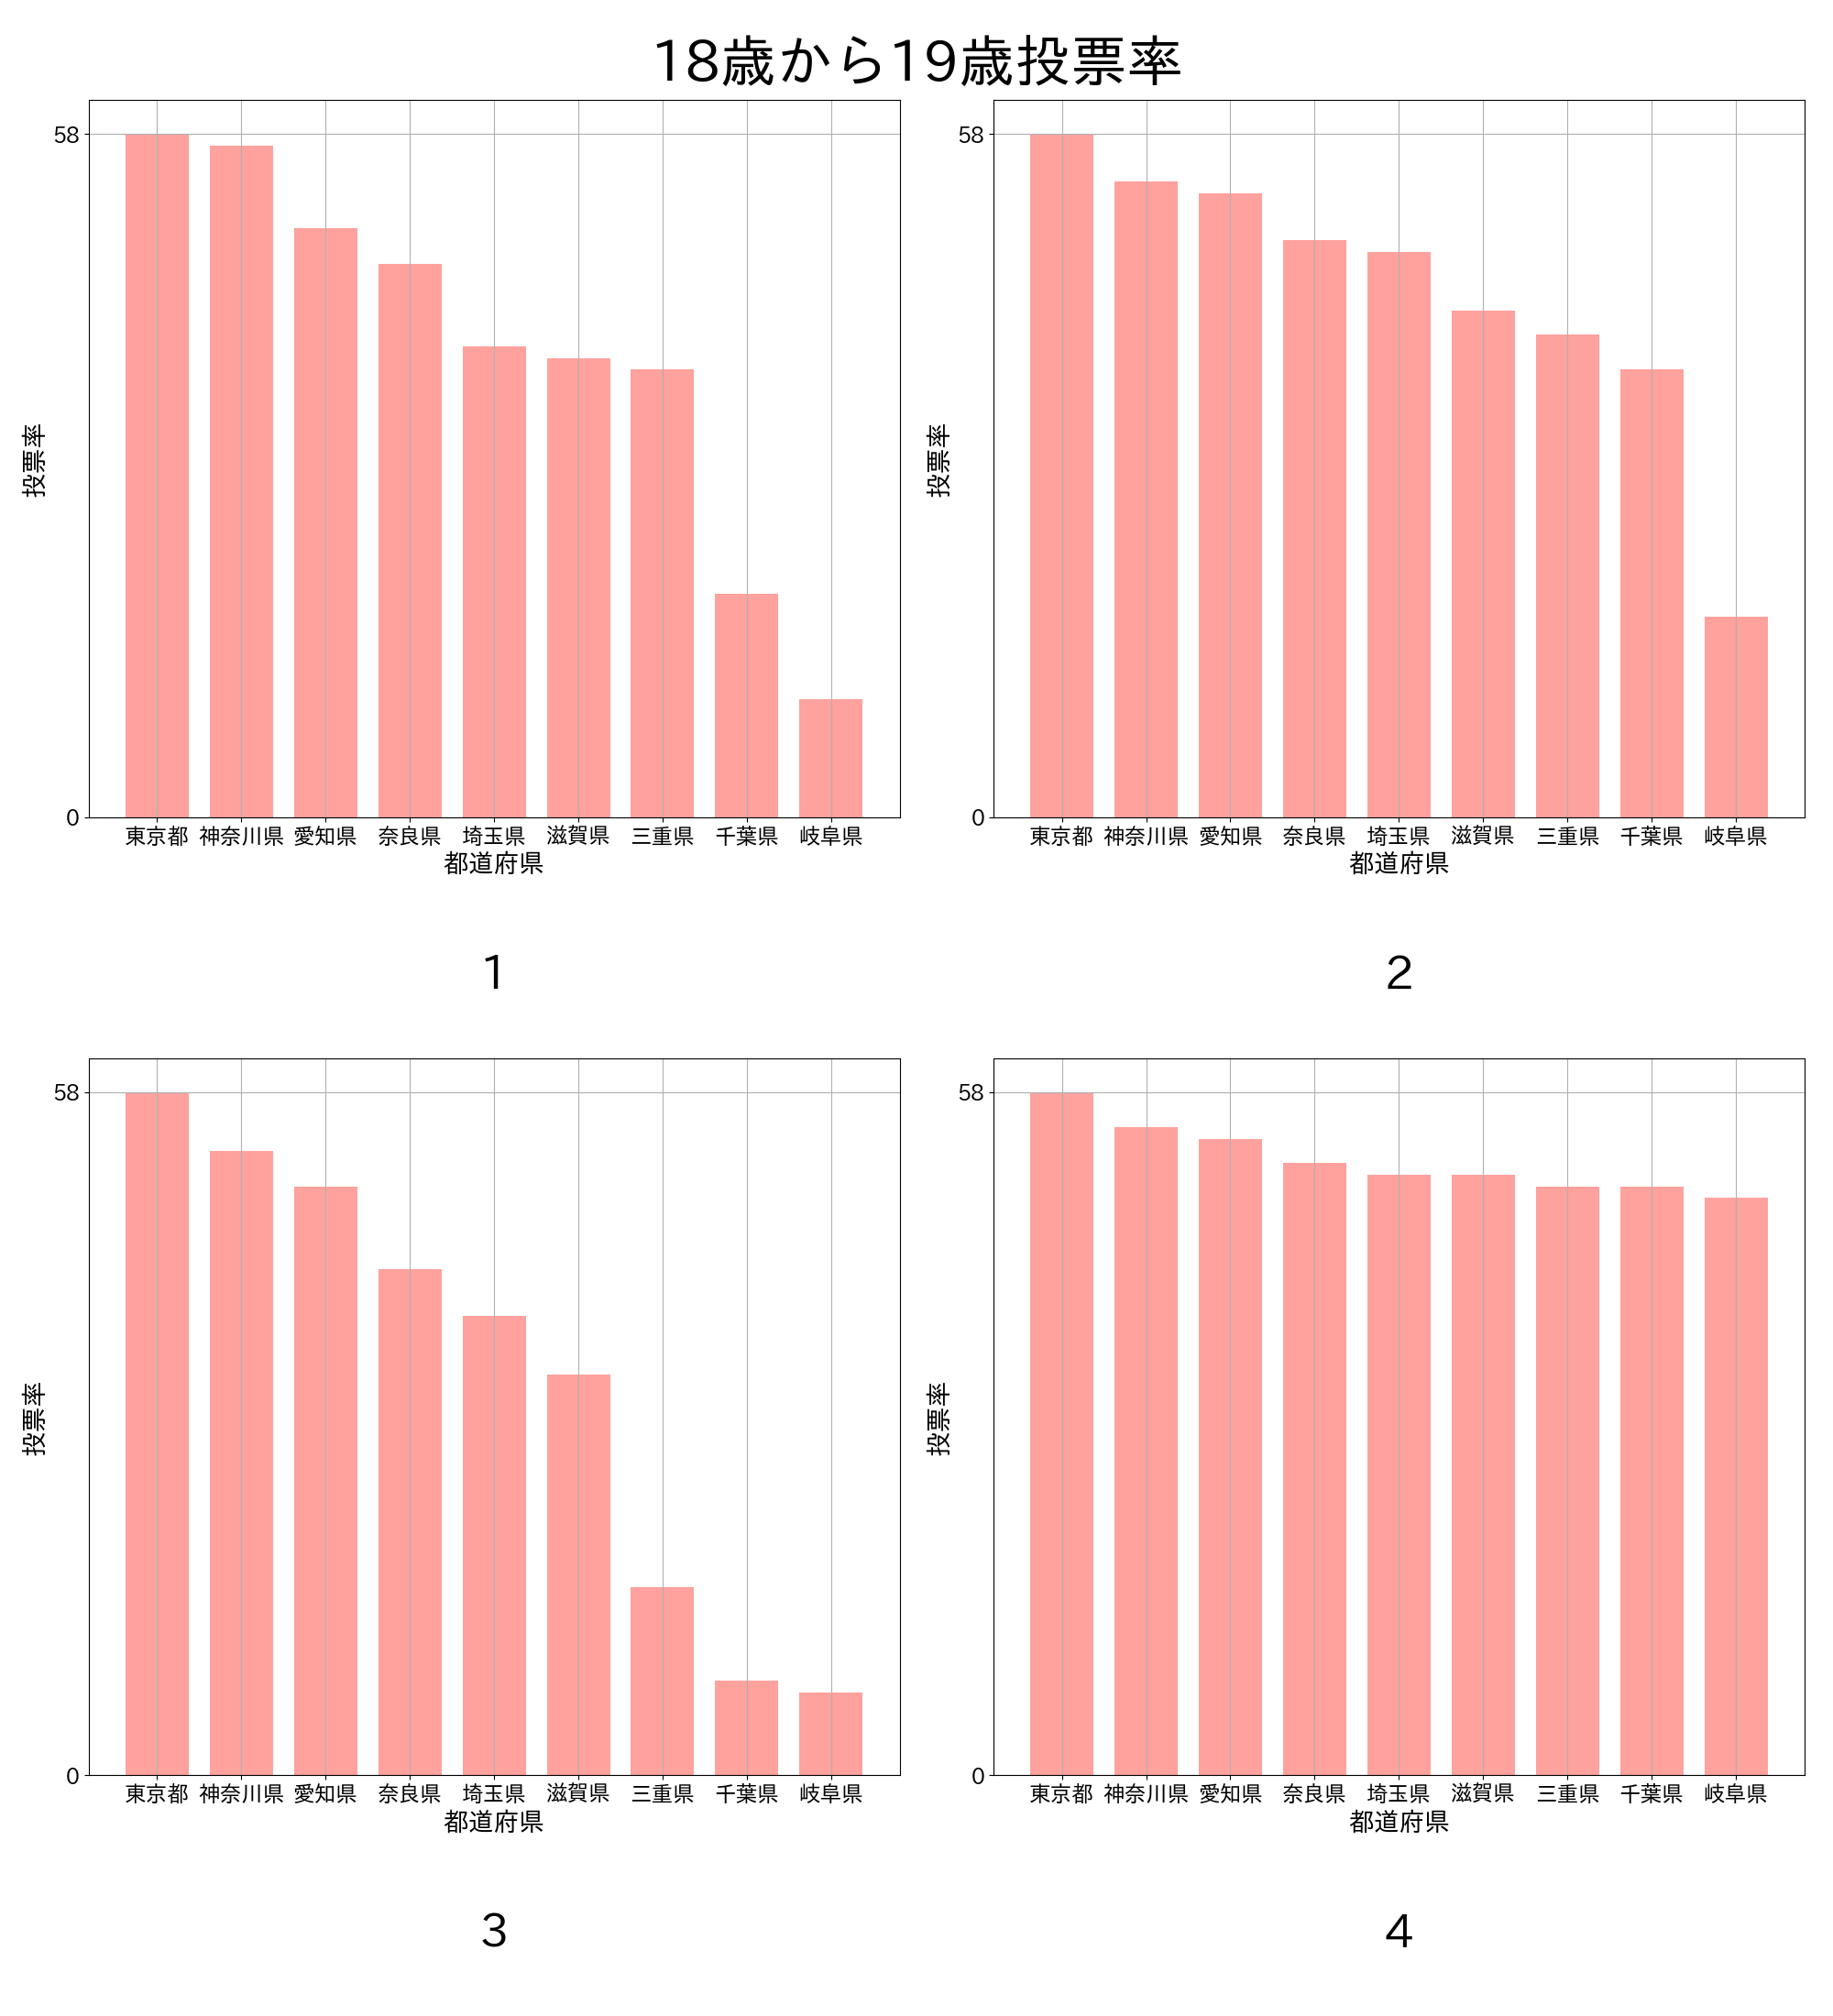 18歳から19歳投票率
58
0
投票率
東京都 神奈川県 愛知県 奈良県 埼玉県 滋賀県 三重県 千葉県 岐阜県
都道府県
1
58
0
投票率
東京都 神奈川県 愛知県 奈良県 埼玉県 滋賀県 三重県 千葉県 岐阜県
都道府県
2
58
0
投票率
東京都 神奈川県 愛知県 奈良県 埼玉県 滋賀県 三重県 千葉県 岐阜県
都道府県
3
58
0
投票率
東京都 神奈川県 愛知県 奈良県 埼玉県 滋賀県 三重県 千葉県 岐阜県
都道府県
4